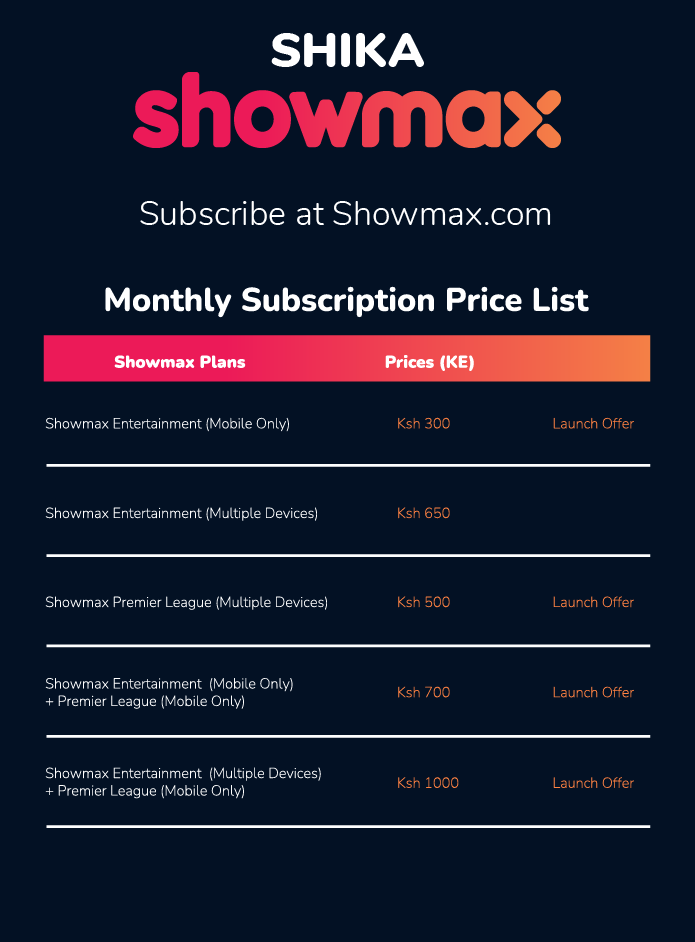 SHIKA
showmax
Subscribe at Showmax.com
Monthly Subscription Price List
Showmax Plans Prices (KE)
Showmax Entertainment (Mobile Only) Ksh 300 Launch Offer
Showmax Entertainment (Multiple Devices) Ksh 650
Showmax Premier League (Multiple Devices) Ksh 500 Launch Offer
Showmax Entertainment (Mobile Only)
+ Premier League (Mobile Only) Ksh 700 Launch Offer
Showmax Entertainment (Multiple Devices)
+ Premier League (Mobile Only) Ksh 1000 Launch Offer